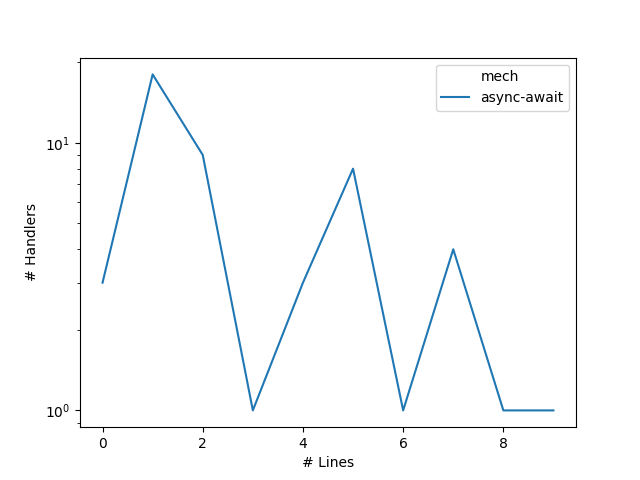 mech
async-await
10¹
10⁰
# Handlers
0 2 4 6 8
# Lines